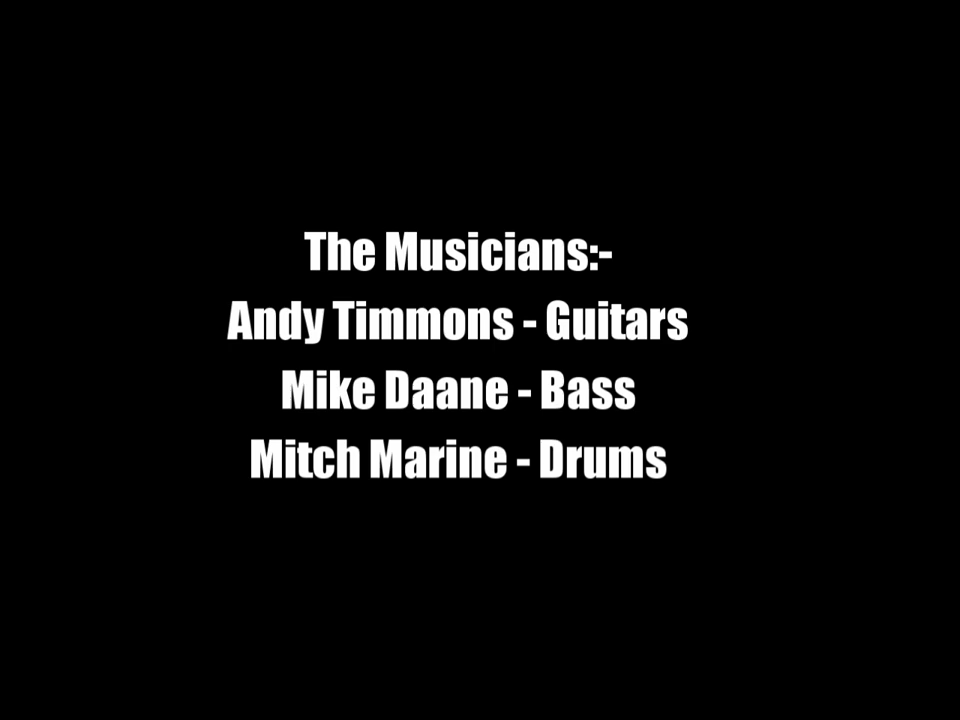 The Musicians:-
Andy Timmons - Guitars
Mike Daane - Bass
Mitch Marine - Drums